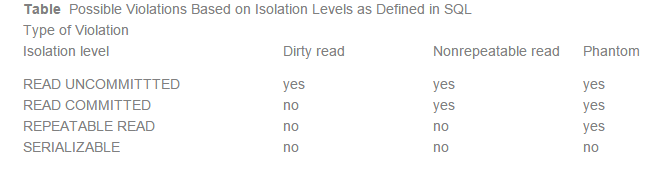 Table Possible Violations Based on Isolation Levels as Defined in SQL
Type of Violation
Isolation level Dirty read Nonrepeatable read Phantom
READ UNCOMMITTTED yes yes yes
READ COMMITTED no yes yes
REPEATABLE READ no no yes
SERIALIZABLE no no no